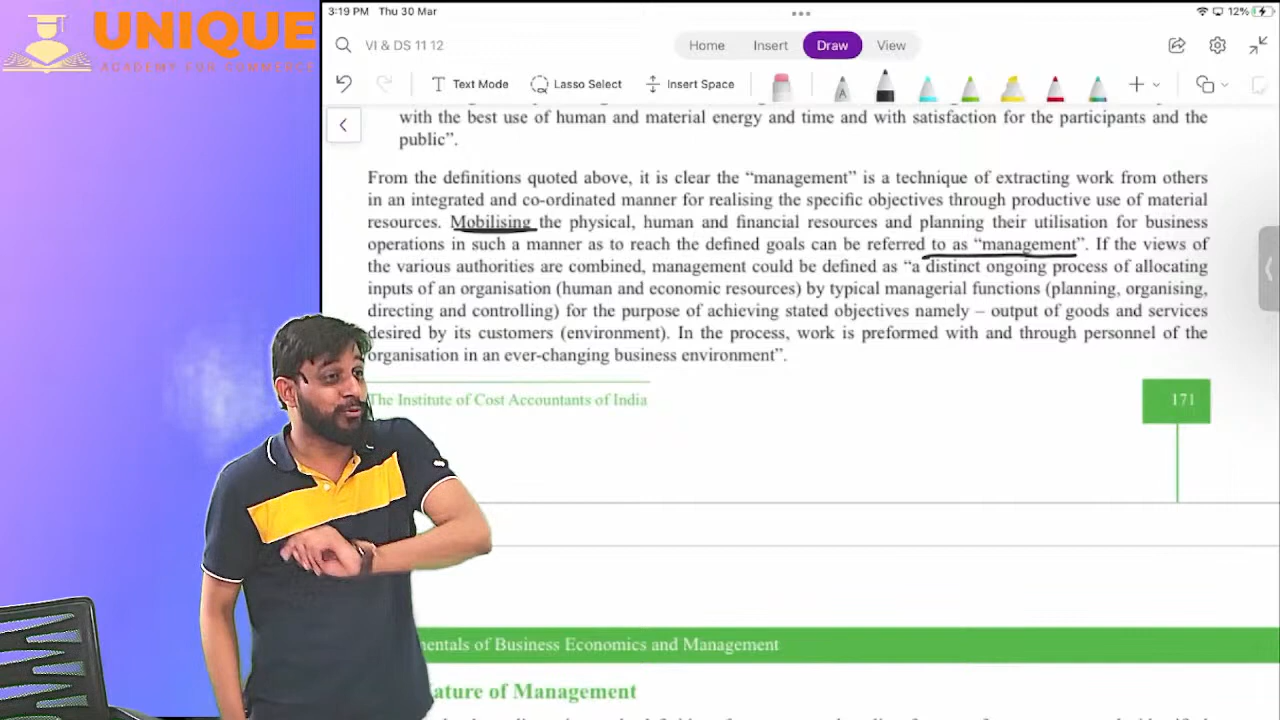 UNIQUE
ACADEMY FOR COMMERCE
3:19 PM Thu 30 Mar
12%
VI & DS 11 12
Home Insert Draw View
Text Mode Lasso Select Insert Space
with the best use of human and material energy and time and with satisfaction for the participants and the
public”.
From the definitions quoted above, it is clear the “management” is a technique of extracting work from others
in an integrated and co-ordinated manner for realising the specific objectives through productive use of material
resources. Mobilising the physical, human and financial resources and planning their utilisation for business
operations in such a manner as to reach the defined goals can be referred to as “management”. If the views of
the various authorities are combined, management could be defined as “a distinct ongoing process of allocating
inputs of an organisation (human and economic resources) by typical managerial functions (planning, organising,
directing and controlling) for the purpose of achieving stated objectives namely – output of goods and services
desired by its customers (environment). In the process, work is preformed with and through personnel of the
organisation in an ever-changing business environment”.
The Institute of Cost Accountants of India
171
mentals of Business Economics and Management
ature of Management